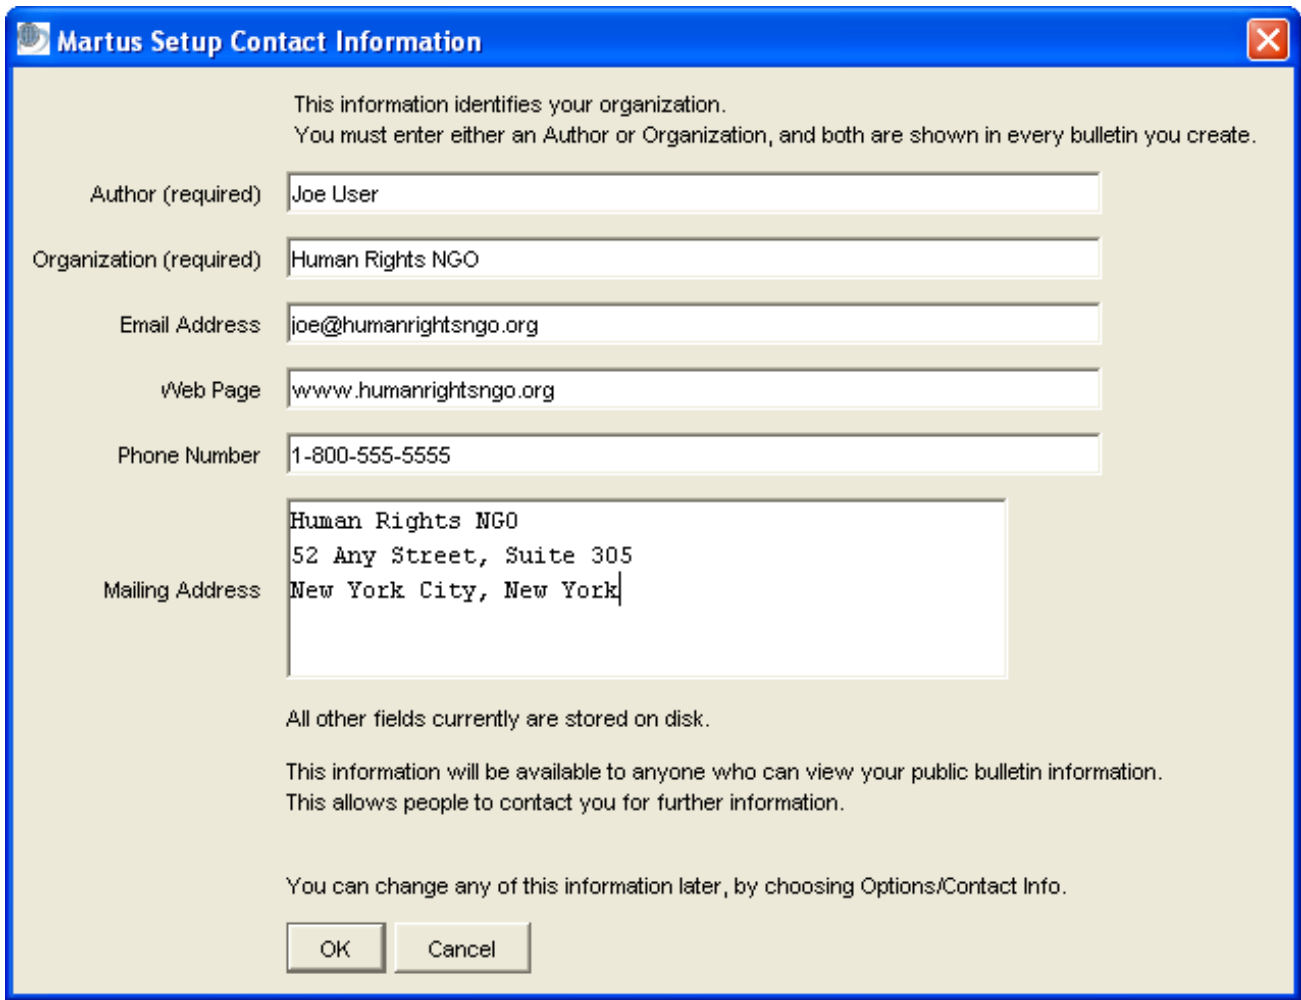 Martus Setup Contact Information
This information identifies your organization.
You must enter either an Author or Organization, and both are shown in every bulletin you create.
Author (required) Joe User
Organization (required) Human Rights NGO
Email Address joe@humanrightsngo.org
Web Page www.humanrightsngo.org
Phone Number 1-800-555-5555
Human Rights NGO
52 Any Street, Suite 305
Mailing Address New York City, New York
All other fields currently are stored on disk.
This information will be available to anyone who can view your public bulletin information.
This allows people to contact you for further information.
You can change any of this information later, by choosing Options/Contact Info.
OK Cancel